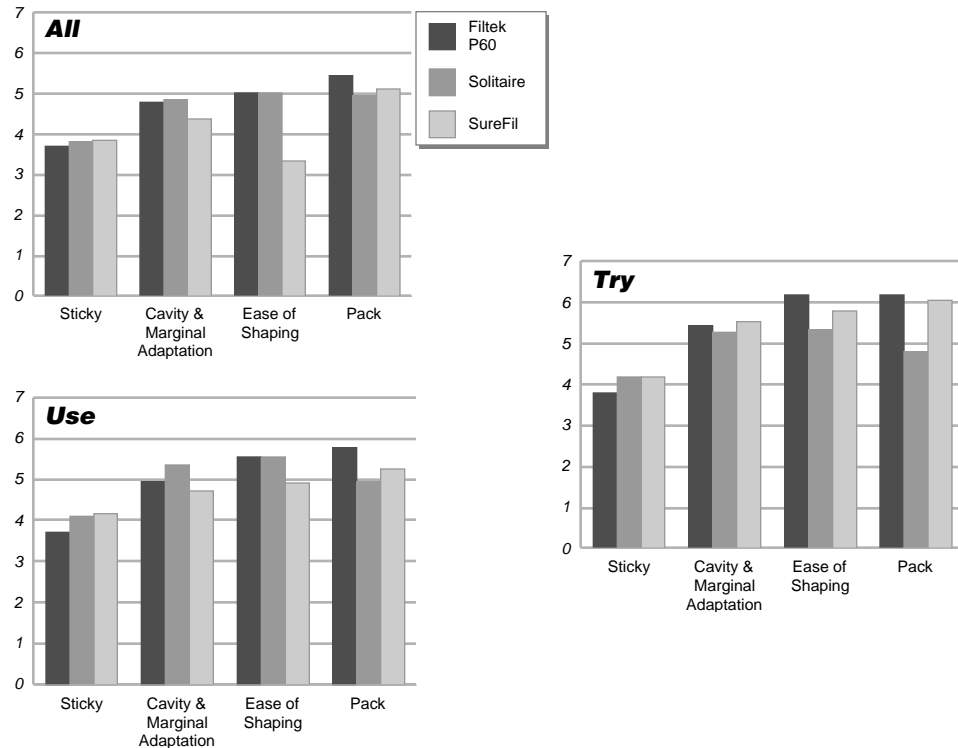 All
7
6
5
4
3
2
1
0
Sticky
Cavity &
Marginal
Adaptation
Ease of
Shaping
Pack
Filtek
P60
Solitaire
SureFil
Use
7
6
5
4
3
2
1
0
Sticky
Cavity &
Marginal
Adaptation
Ease of
Shaping
Pack
Try
7
6
5
4
3
2
1
0
Sticky
Cavity &
Marginal
Adaptation
Ease of
Shaping
Pack